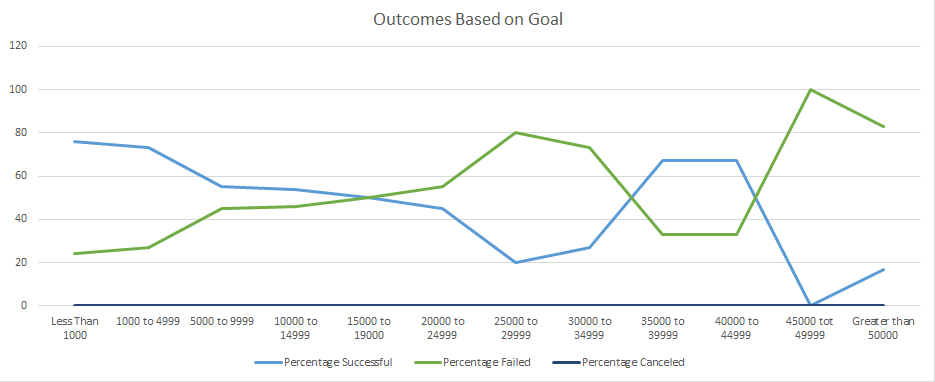 Outcomes Based on Goal
120
100
80
60
40
20
0
Less Than
1000
1000 to 4999
5000 to 9999
10000 to
14999
15000 to
19000
20000 to
24999
25000 to
29999
30000 to
34999
35000 to
39999
40000 to
44999
45000 tot
49999
Greater than
50000
Percentage Successful
Percentage Failed
Percentage Canceled